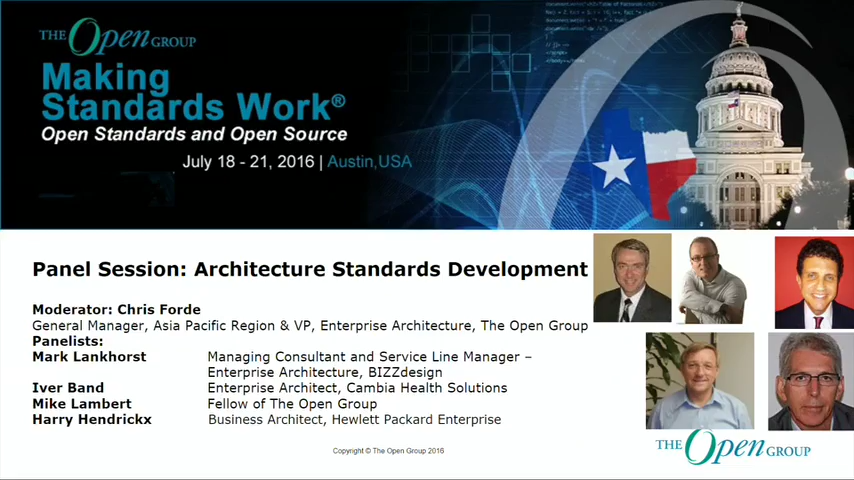 THE Open GROUP
Making
Standards Work®
Open Standards and Open Source
July 18 - 21, 2016 | Austin,USA
Panel Session: Architecture Standards Development
Moderator: Chris Forde
General Manager, Asia Pacific Region & VP, Enterprise Architecture, The Open Group
Panelists:
Mark Lankhorst Managing Consultant and Service Line Manager –
Enterprise Architecture, BIZZdesign
Iver Band Enterprise Architect, Cambia Health Solutions
Mike Lambert Fellow of The Open Group
Harry Hendrickx Business Architect, Hewlett Packard Enterprise
Copyright © The Open Group 2016
THE Open GROUP